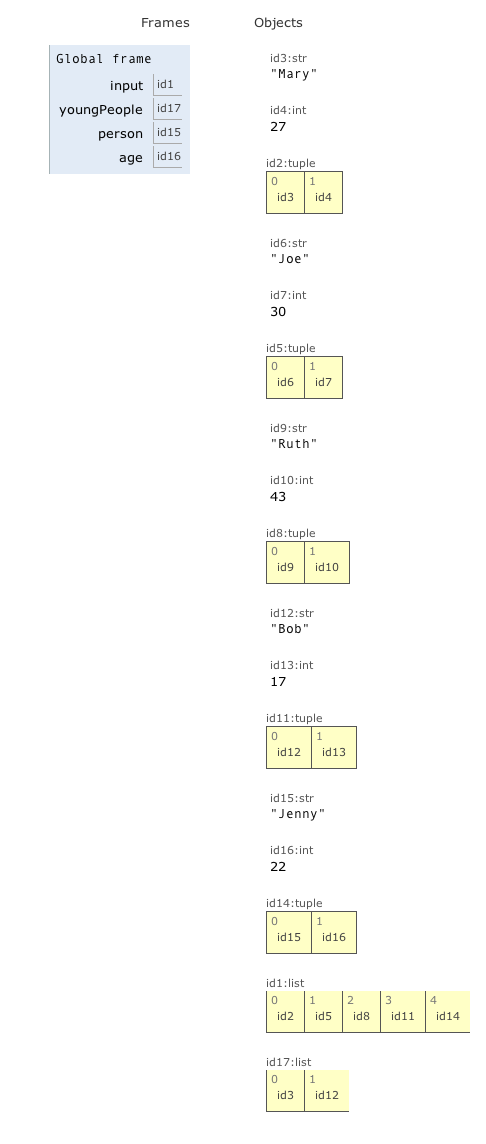 Frames Objects
Global frame
input id1
youngPeople id17
person id15
age id16
id3:str
"Mary"
id4:int
27
id2:tuple
0 1
id3 id4
id6:str
"Joe"
id7:int
30
id5:tuple
0 1
id6 id7
id9:str
"Ruth"
id10:int
43
id8:tuple
0 1
id9 id10
id12:str
"Bob"
id13:int
17
id11:tuple
0 1
id12 id13
id15:str
"Jenny"
id16:int
22
id14:tuple
0 1
id15 id16
id1:list
0 1 2 3 4
id2 id5 id8 id11 id14
id17:list
0 1
id3 id12